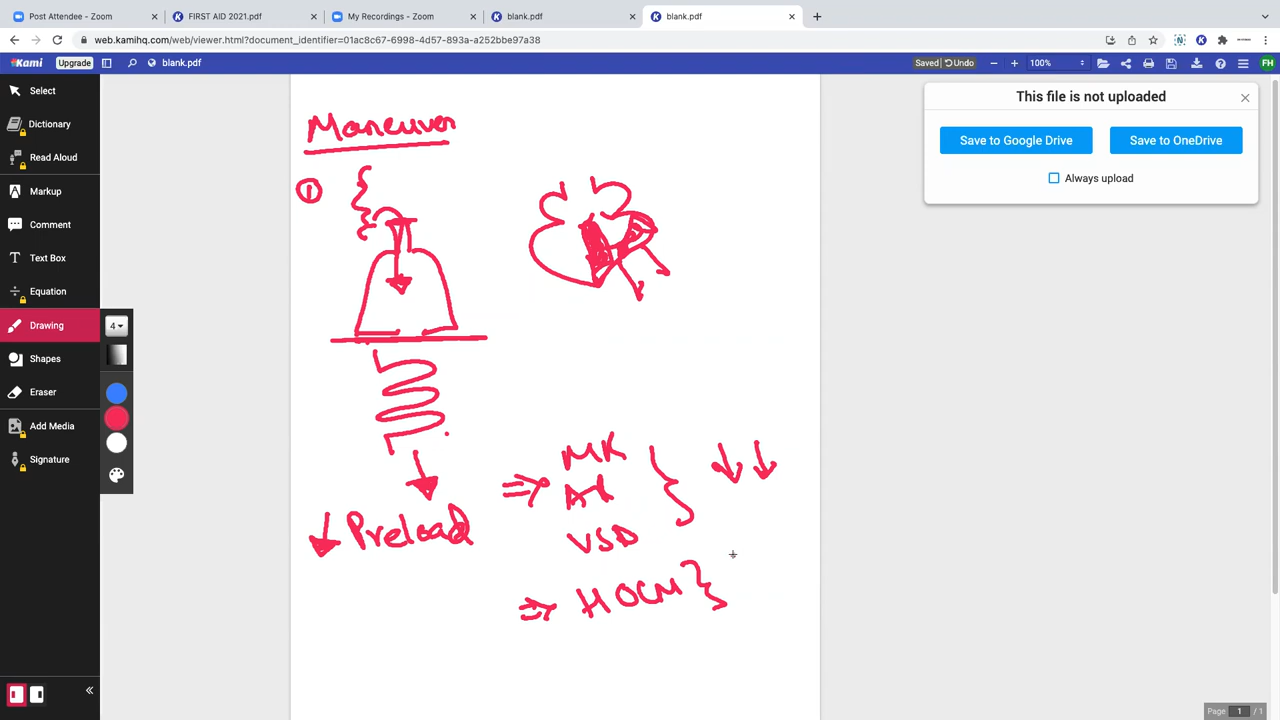 Post Attendee - Zoom
FIRST AID 2021.pdf
My Recordings - Zoom
blank.pdf
blank.pdf
web.kamihq.com/web/viewer.html?document_identifier=01ac8c67-6998-4d57-893a-a252bbe97a38
Kami
Upgrade
blank.pdf
Saved
Undo
100%
FH
Select
Dictionary
Read Aloud
Markup
Comment
Text Box
Equation
Drawing
Shapes
Eraser
Add Media
Signature
4
This file is not uploaded
Save to Google Drive
Save to OneDrive
Always upload
Maneuver
1
↓ Preload
⇒ MR
AR
VSD
↓ ↓
⇒ HOCM
Page: 1 / 1